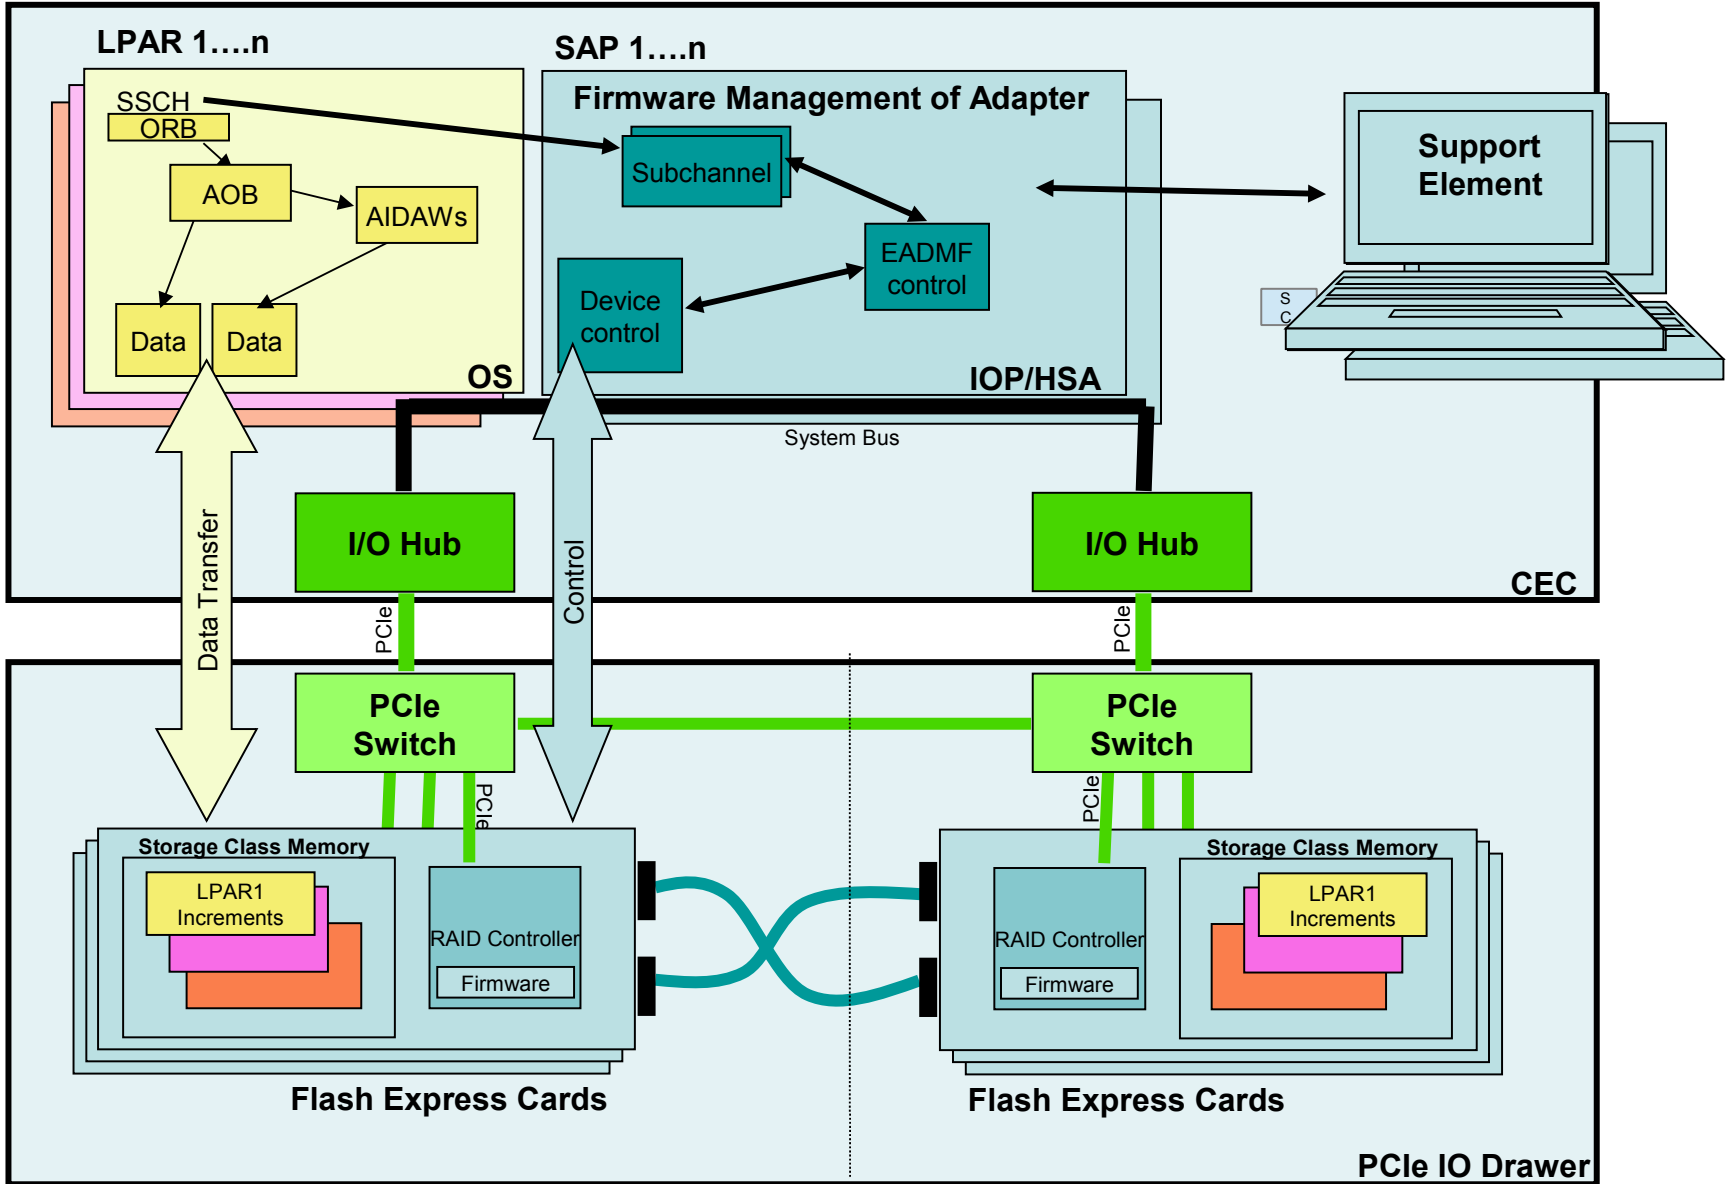 LPAR 1....n
SAP 1....n
SSCH
ORB
AOB
AIDAWs
Data
Data
OS
Firmware Management of Adapter
Subchannel
EADMF
control
Device
control
IOP/HSA
Support
Element
S
C
System Bus
I/O Hub
I/O Hub
CEC
Data Transfer
Control
PCIe
PCIe
PCIe
Switch
PCIe
Switch
PCIe
PCIe
Storage Class Memory
LPAR1
Increments
RAID Controller
Firmware
Storage Class Memory
LPAR1
Increments
RAID Controller
Firmware
Flash Express Cards
Flash Express Cards
PCIe IO Drawer